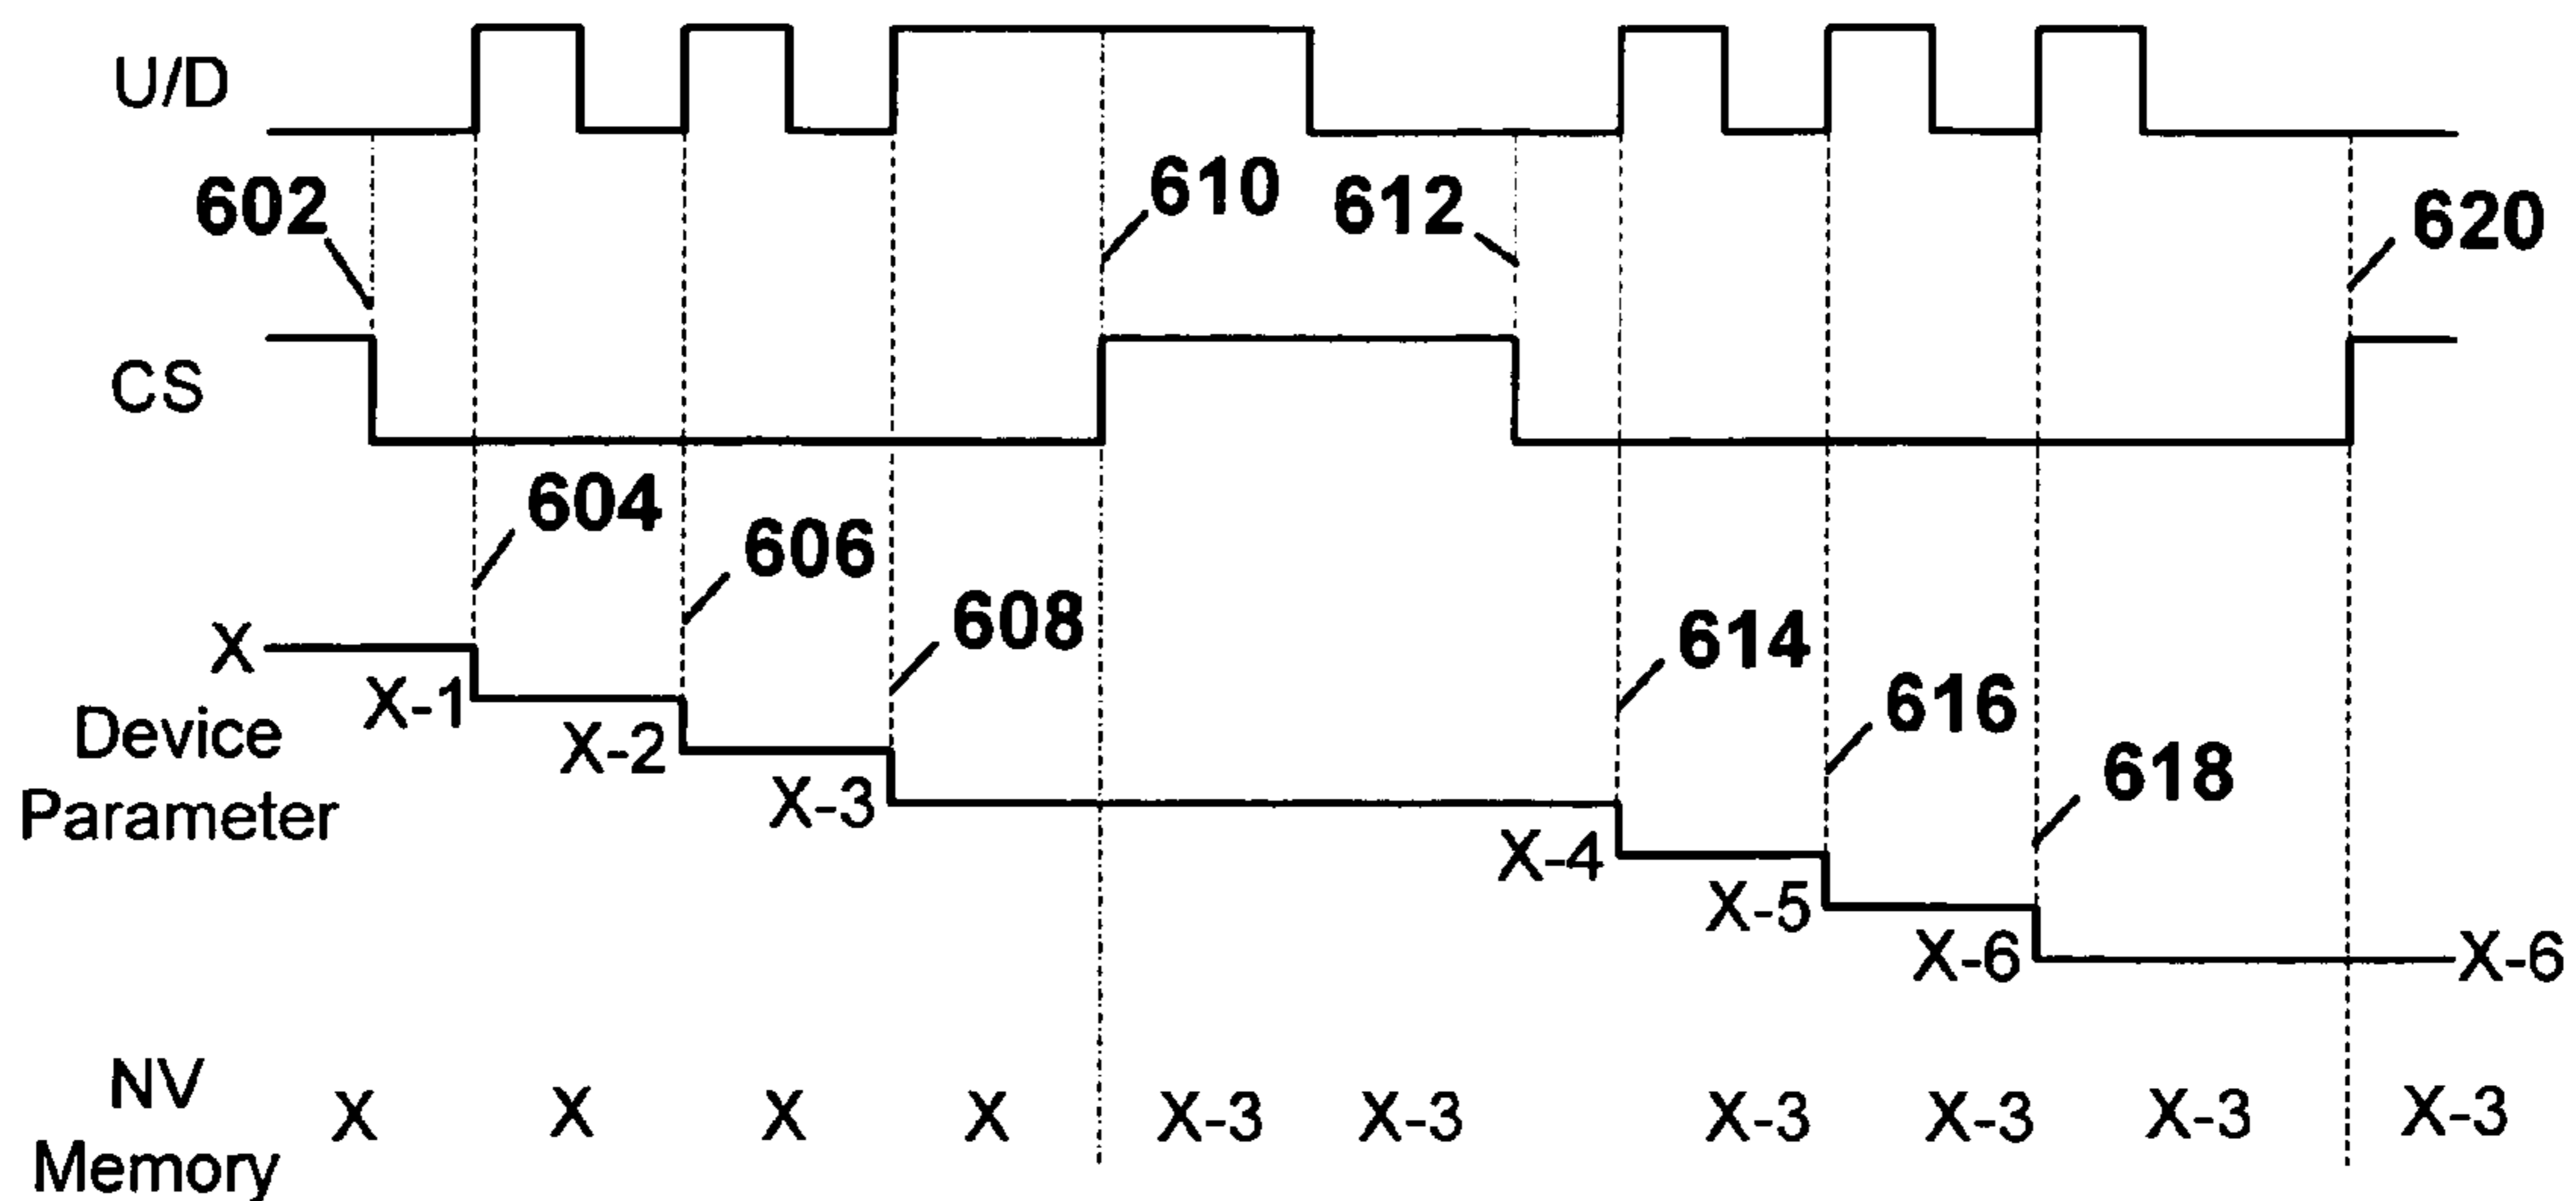 U/D
602
610
612
620
CS
604
606
608
614
616
618
X
X-1
X-2
X-3
X-4
X-5
X-6
X-6
Device
Parameter
NV
Memory
X X X X X-3 X-3 X-3 X-3 X-3 X-3